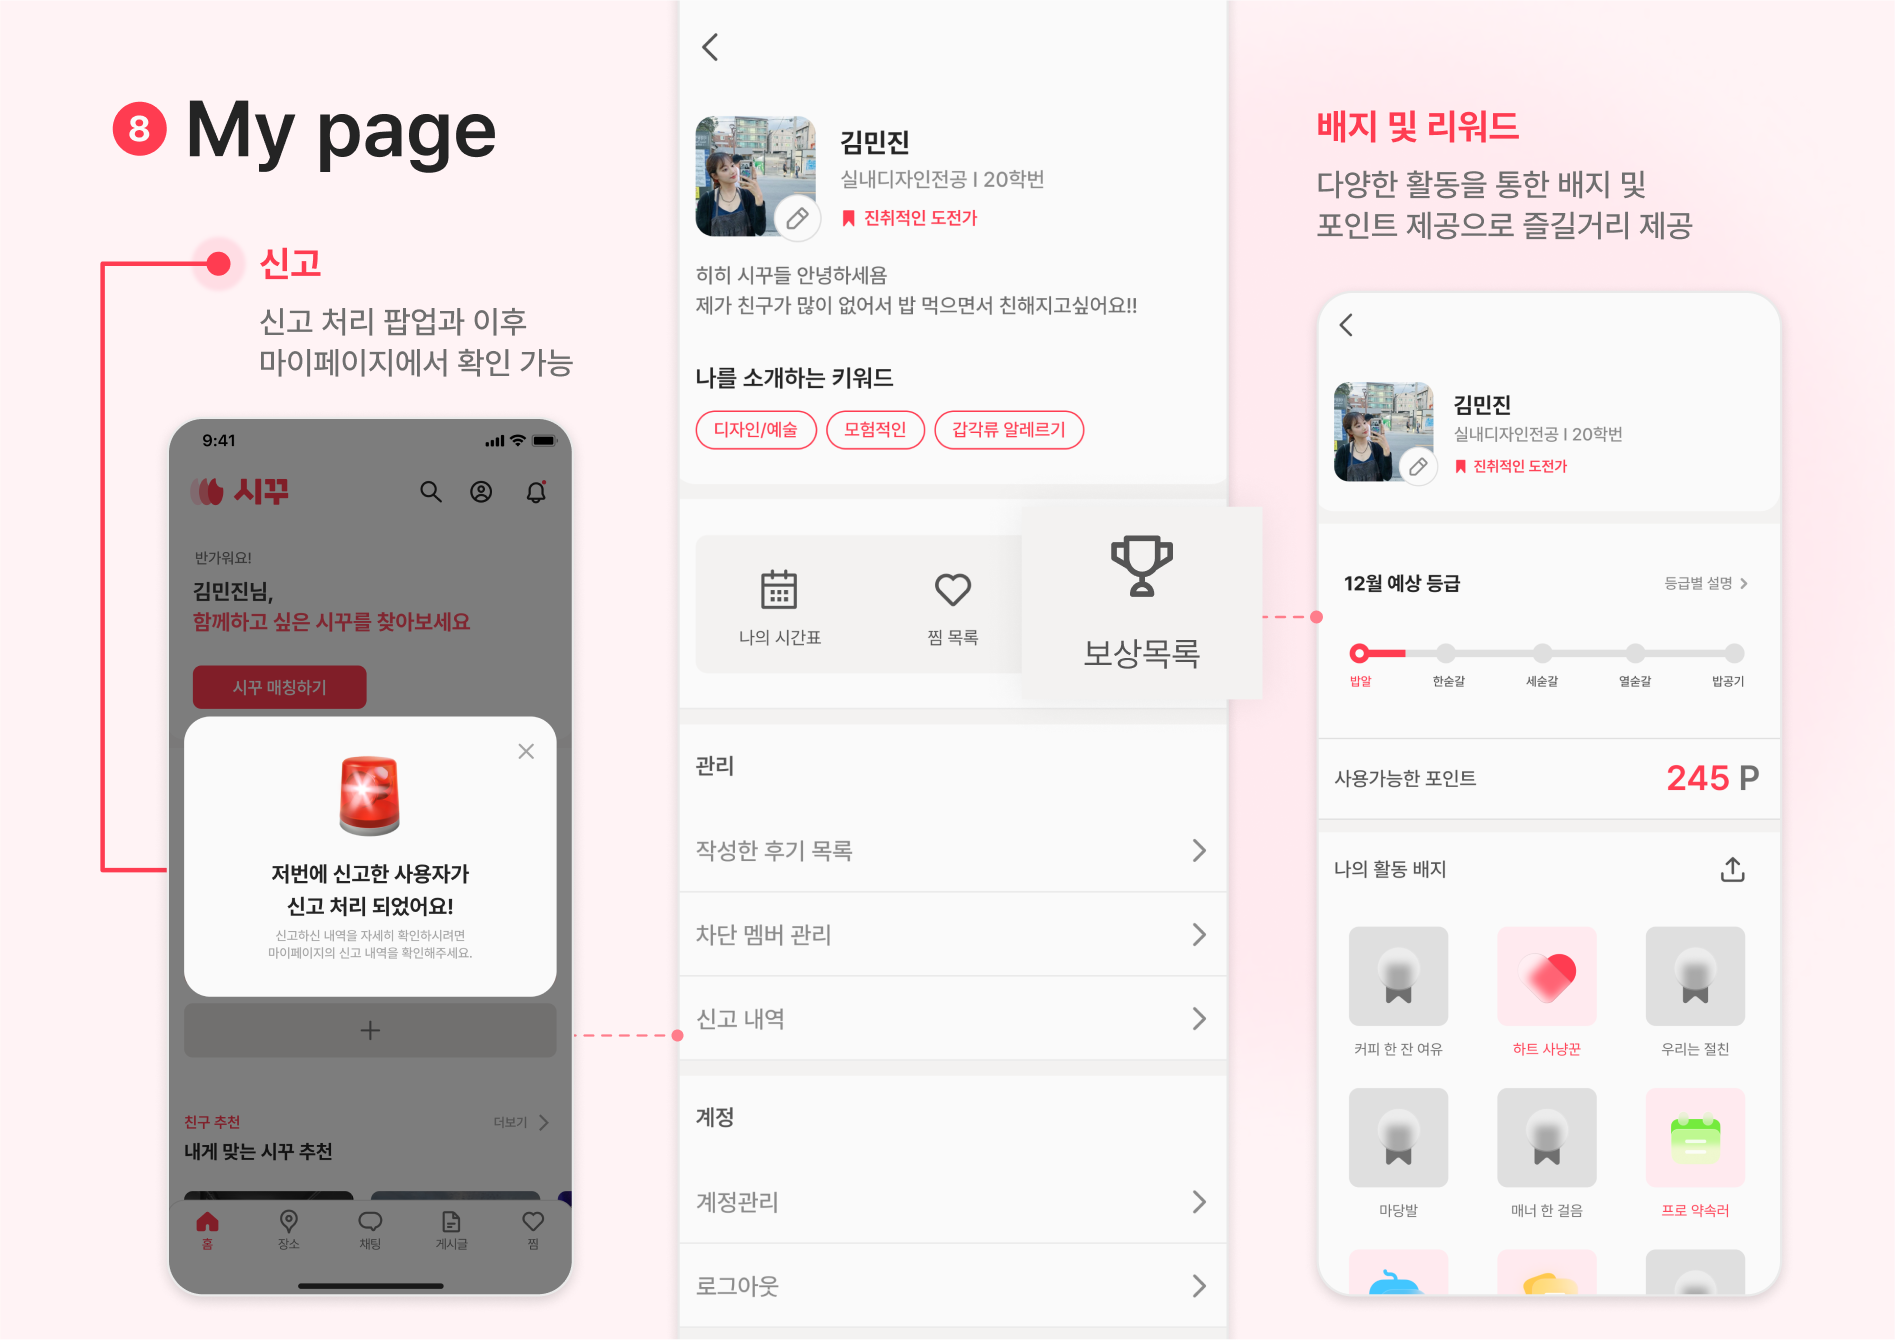 8 My page
신고
신고 처리 팝업과 이후
마이페이지에서 확인 가능
9:41
시꾸
반가워요!
김민진님,
함께하고 싶은 시꾸를 찾아보세요
시꾸 매칭하기
저번에 신고한 사용자가
신고 처리 되었어요!
신고하신 내역을 자세히 확인하시려면
마이페이지의 신고 내역을 확인해주세요.
친구 추천
더보기
내게 맞는 시꾸 추천
홈
장소
채팅
게시글
찜
김민진
실내디자인전공 I 20학번
진취적인 도전가
히히 시꾸들 안녕하세욤
제가 친구가 많이 없어서 밥 먹으면서 친해지고싶어요!!
나를 소개하는 키워드
디자인/예술
모험적인
갑각류 알레르기
나의 시간표
찜 목록
보상목록
관리
작성한 후기 목록
차단 멤버 관리
신고 내역
계정
계정관리
로그아웃
배지 및 리워드
다양한 활동을 통한 배지 및
포인트 제공으로 즐길거리 제공
김민진
실내디자인전공 I 20학번
진취적인 도전가
12월 예상 등급
등급별 설명
밥알
한숟갈
세숟갈
열숟갈
밥공기
사용가능한 포인트
245 P
나의 활동 배지
커피 한 잔 여유
하트 사냥꾼
우리는 절친
마당발
매너 한 걸음
프로 약속러